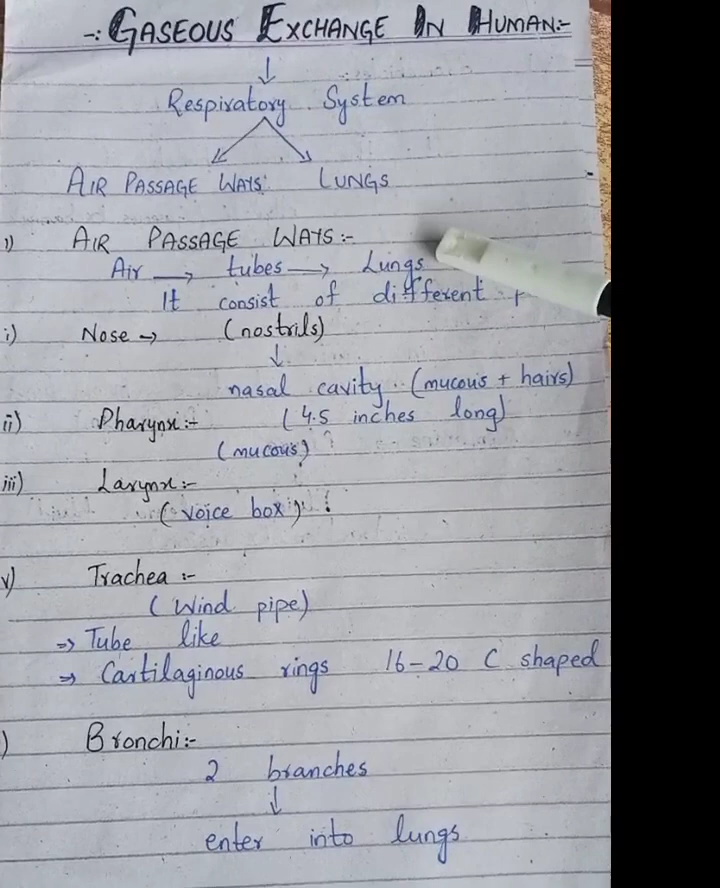 -: GASEOUS EXCHANGE IN HUMAN:-
↓
Respiratory System
AIR PASSAGE WAYS LUNGS
1) AIR PASSAGE WAYS:-
Air → tubes → Lungs
It consist of different
i) Nose → (nostrils)
↓
nasal cavity (mucous + hairs)
ii) Pharynx:- (4.5 inches long)
(mucous)
iii) Larynx:-
(voice box)
v) Trachea :-
(Wind pipe)
⇒ Tube like
⇒ Cartilaginous rings 16-20 C shaped
) Bronchi:-
2 branches
↓
enter into lungs